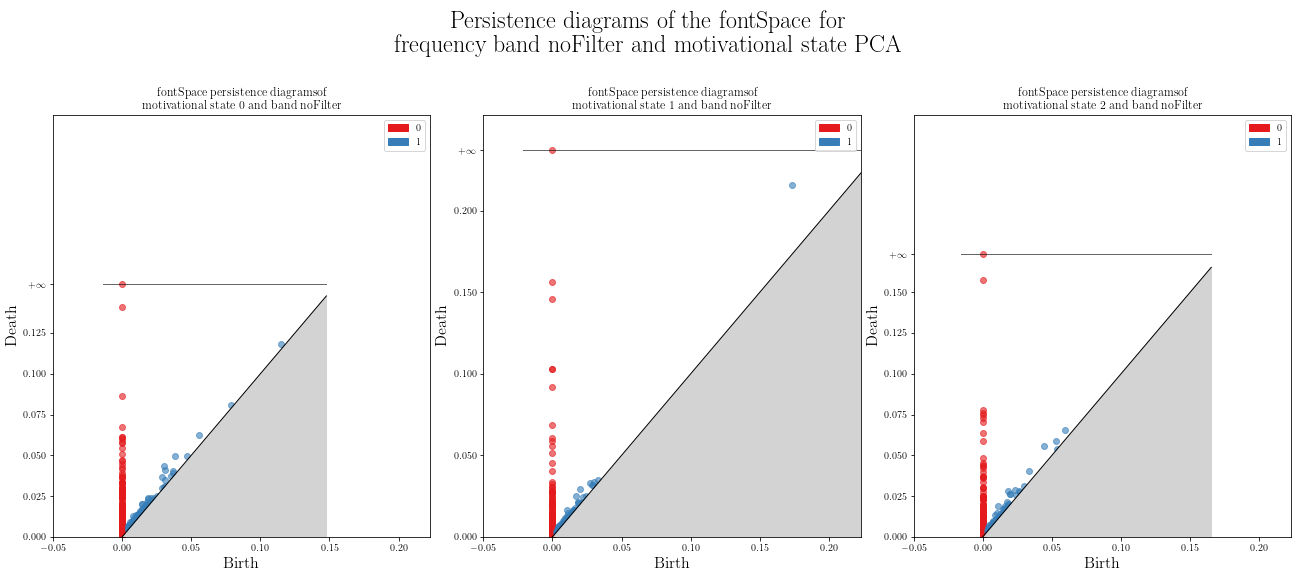 Persistence diagrams of the fontSpace for
frequency band noFilter and motivational state PCA
fontSpace persistence diagramsof
motivational state 0 and band noFilter
0
1
+∞
0.125
0.100
0.075
0.050
0.025
0.000
Death
−0.05 0.00 0.05 0.10 0.15 0.20
Birth
fontSpace persistence diagramsof
motivational state 1 and band noFilter
0
1
+∞
0.200
0.150
0.100
0.050
0.000
Death
−0.05 0.00 0.05 0.10 0.15 0.20
Birth
fontSpace persistence diagramsof
motivational state 2 and band noFilter
0
1
+∞
0.150
0.125
0.100
0.075
0.050
0.025
0.000
Death
−0.05 0.00 0.05 0.10 0.15 0.20
Birth